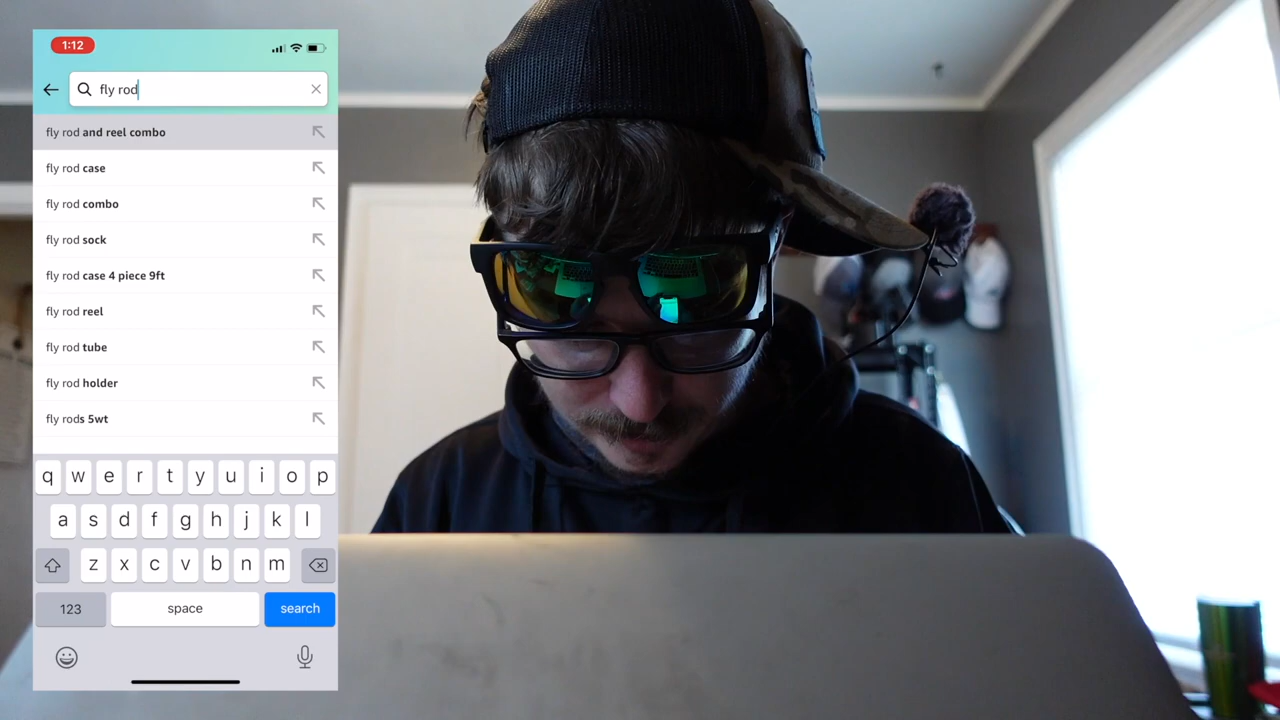 1:12
fly rod
fly rod and reel combo
fly rod case
fly rod combo
fly rod sock
fly rod case 4 piece 9ft
fly rod reel
fly rod tube
fly rod holder
fly rods 5wt
q w e r t y u i o p
a s d f g h j k l
z x c v b n m
123 space search